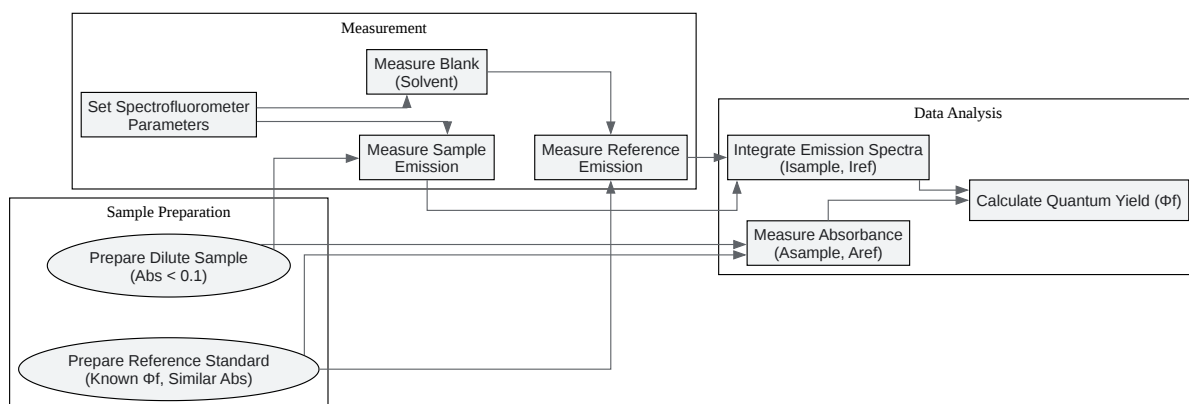 Measurement
Measure Blank
(Solvent)
Set Spectrofluorometer
Parameters
Measure Sample
Emission
Measure Reference
Emission
Data Analysis
Integrate Emission Spectra
(Isample, Iref)
Calculate Quantum Yield (Φf)
Measure Absorbance
(Asample, Aref)
Sample Preparation
Prepare Dilute Sample
(Abs < 0.1)
Prepare Reference Standard
(Known Φf, Similar Abs)